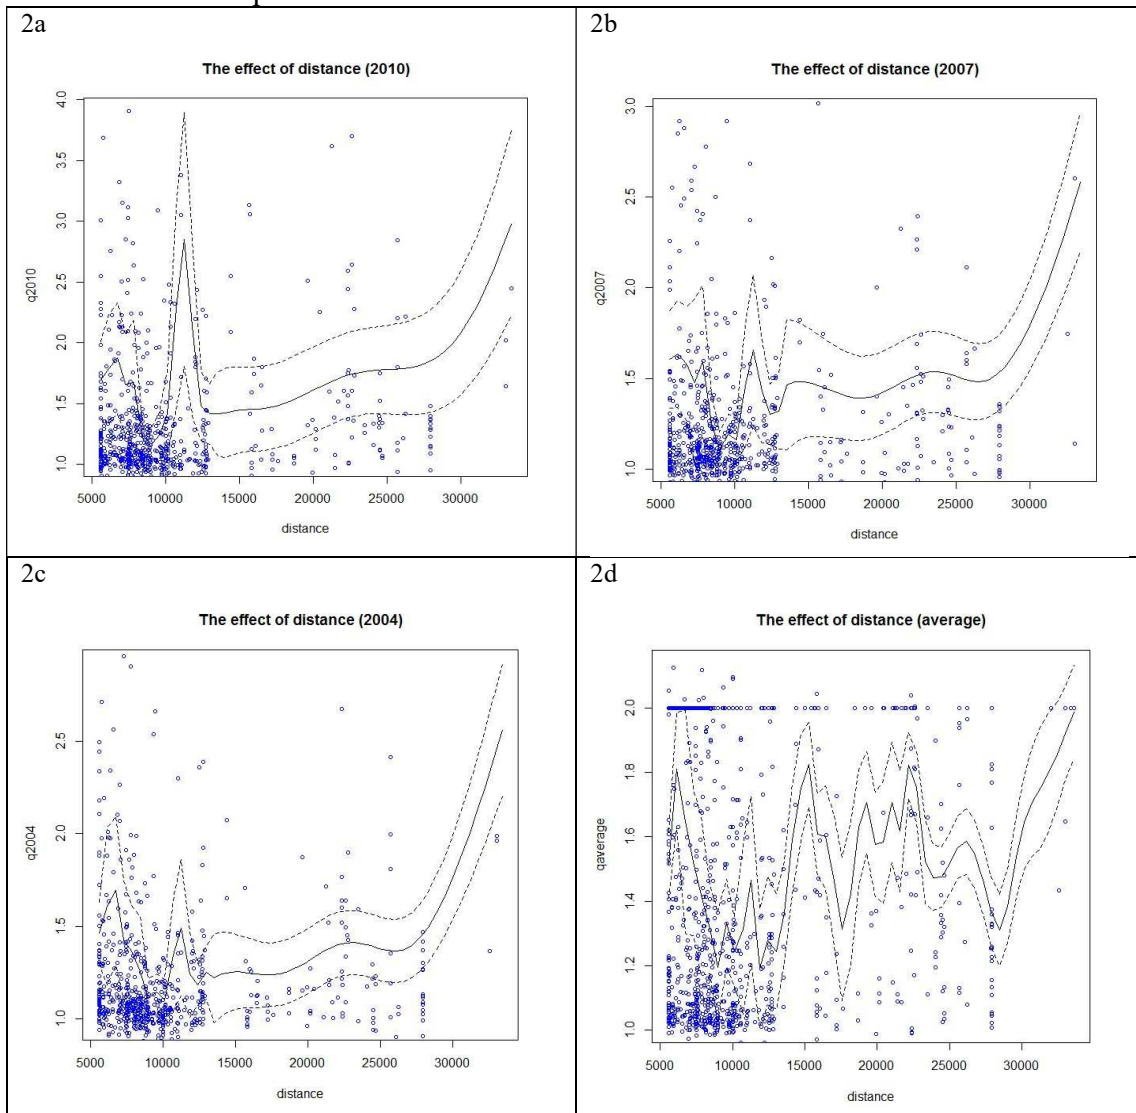 2a
The effect of distance (2010)
q2010
4.0
3.5
3.0
2.5
2.0
1.5
1.0
5000 10000 15000 20000 25000 30000
distance
2b
The effect of distance (2007)
q2007
3.0
2.5
2.0
1.5
1.0
5000 10000 15000 20000 25000 30000
distance
2c
The effect of distance (2004)
q2004
2.5
2.0
1.5
1.0
5000 10000 15000 20000 25000 30000
distance
2d
The effect of distance (average)
qaverage
2.0
1.8
1.6
1.4
1.2
1.0
5000 10000 15000 20000 25000 30000
distance